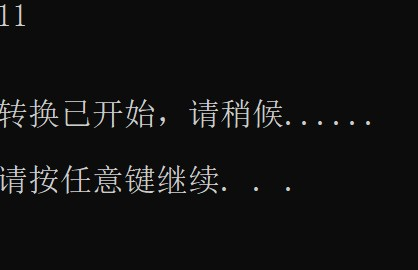 11
转换已开始，请稍候......
请按任意键继续. . .